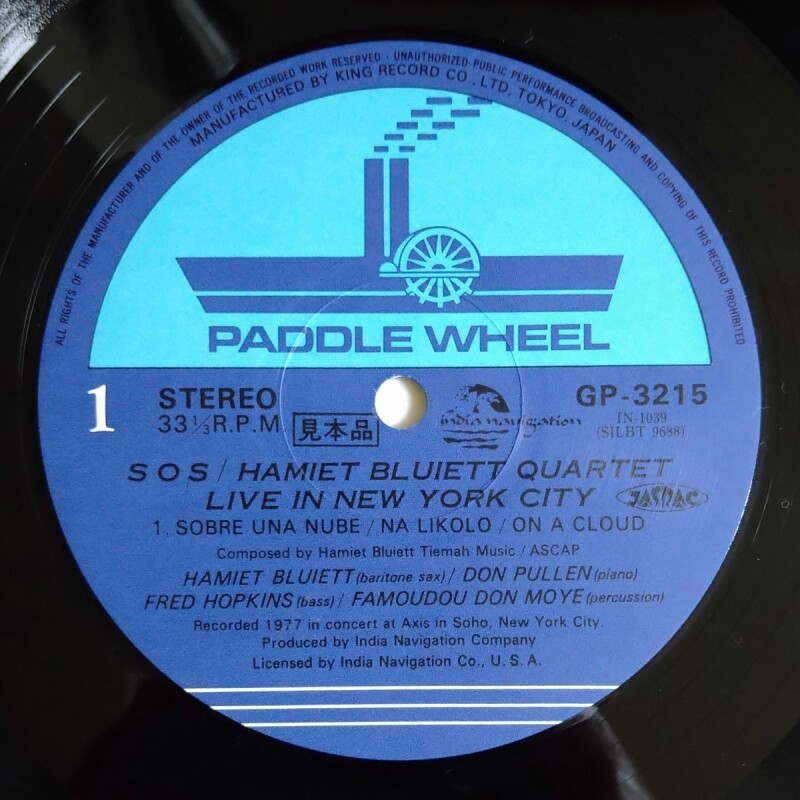 ALL RIGHTS OF THE MANUFACTURER AND OF THE OWNER OF THE RECORDED WORK RESERVED · UNAUTHORIZED PUBLIC PERFORMANCE BROADCASTING AND COPYING OF THIS RECORD PROHIBITED
MANUFACTURED BY KING RECORD CO., LTD. TOKYO, JAPAN
PADDLE WHEEL
1
STEREO
33 1/3 R.P.M.
見本品
india navigation
GP-3215
IN-1039
(SILBT 9688)
S O S / HAMIET BLUIETT QUARTET
LIVE IN NEW YORK CITY
JASRAC
1. SOBRE UNA NUBE / NA LIKOLO / ON A CLOUD
Composed by Hamiet Bluiett Tiemah Music / ASCAP
HAMIET BLUIETT (baritone sax) / DON PULLEN (piano)
FRED HOPKINS (bass) / FAMOUDOU DON MOYE (percussion)
Recorded 1977 in concert at Axis in Soho, New York City.
Produced by India Navigation Company
Licensed by India Navigation Co., U. S. A.